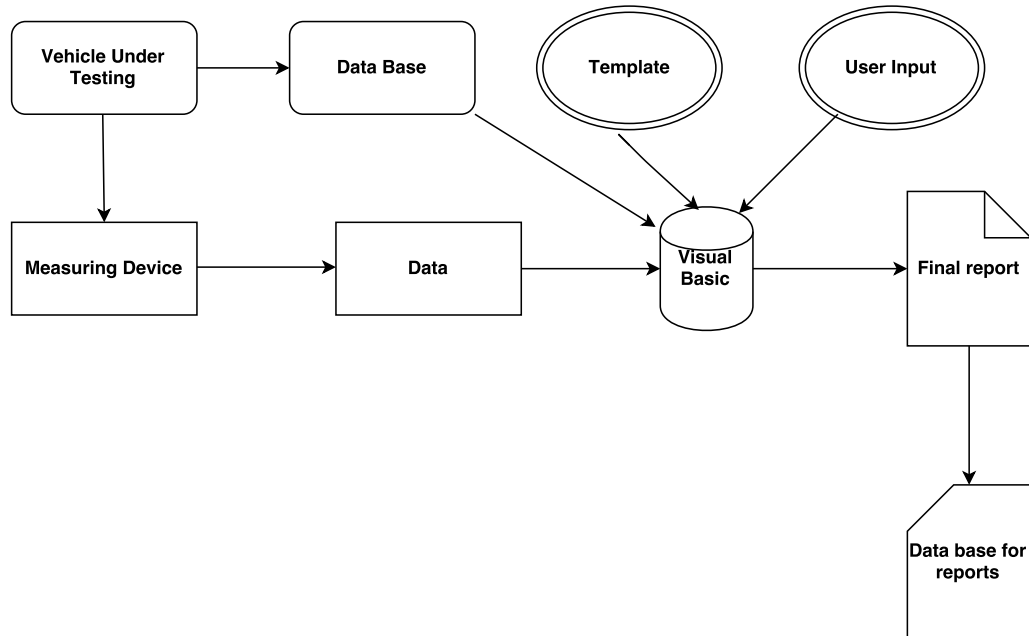 Vehicle Under
Testing
Data Base
Template
User Input
Measuring Device
Data
Visual
Basic
Final report
Data base for
reports